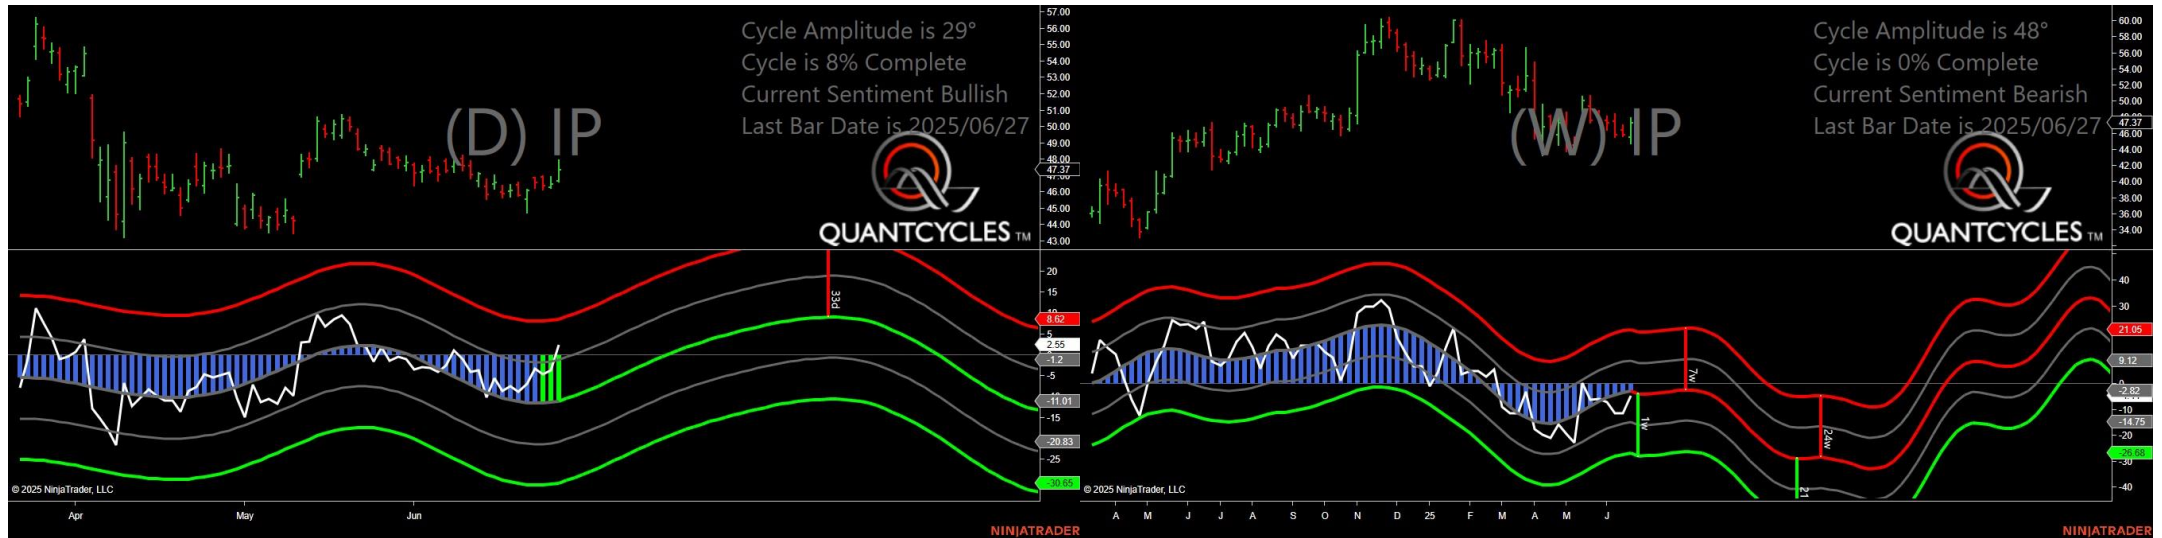 Cycle Amplitude is 29°
Cycle is 8% Complete
Current Sentiment Bullish
Last Bar Date is 2025/06/27
(D) IP
QUANTCYCLES TM
57.00
56.00
55.00
54.00
53.00
52.00
51.00
50.00
49.00
48.00
47.37
46.00
45.00
44.00
43.00
33d
20
15
8.62
5
2.55
-1.2
-5
-11.01
-15
-20.83
-25
-30.65
© 2025 NinjaTrader, LLC
Apr May Jun
NINJATRADER
Cycle Amplitude is 48°
Cycle is 0% Complete
Current Sentiment Bearish
Last Bar Date is 2025/06/27
(W) IP
QUANTCYCLES TM
60.00
58.00
56.00
54.00
52.00
50.00
47.37
46.00
44.00
42.00
40.00
38.00
36.00
34.00
7w
1w
24w
21
40
30
21.05
9.12
-2.82
-10
-14.75
-20
-26.68
-30
-40
© 2025 NinjaTrader, LLC
A M J J A S O N D 25 F M A M J
NINJATRADER